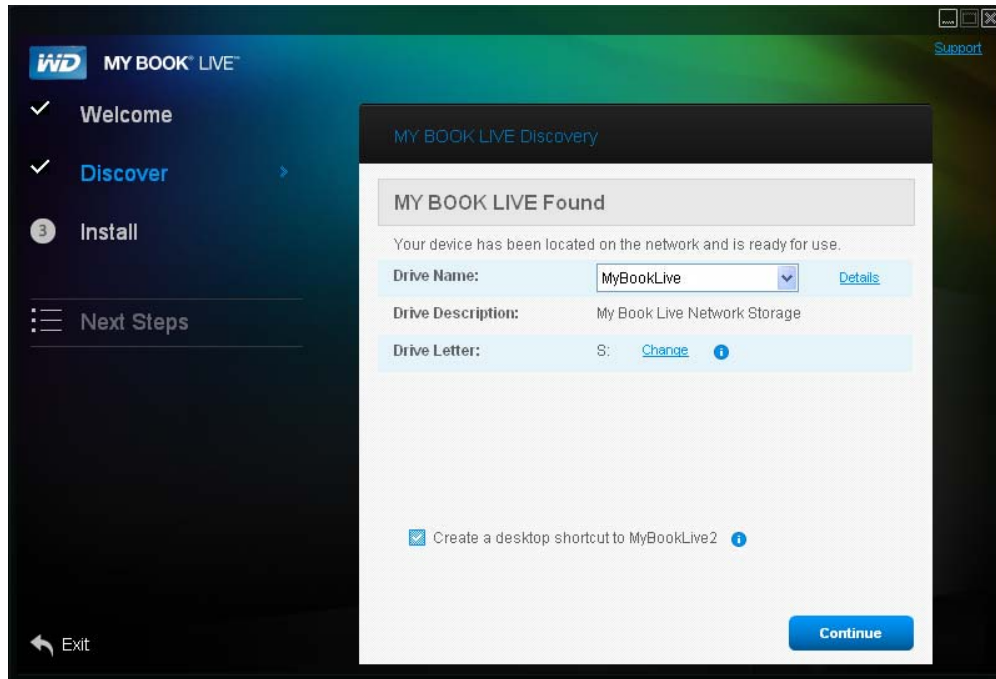 Support
WD MY BOOK® LIVE™
Welcome
Discover
3 Install
Next Steps
Exit
MY BOOK LIVE Discovery
MY BOOK LIVE Found
Your device has been located on the network and is ready for use.
Drive Name: MyBookLive Details
Drive Description: My Book Live Network Storage
Drive Letter: S: Change i
Create a desktop shortcut to MyBookLive2 i
Continue